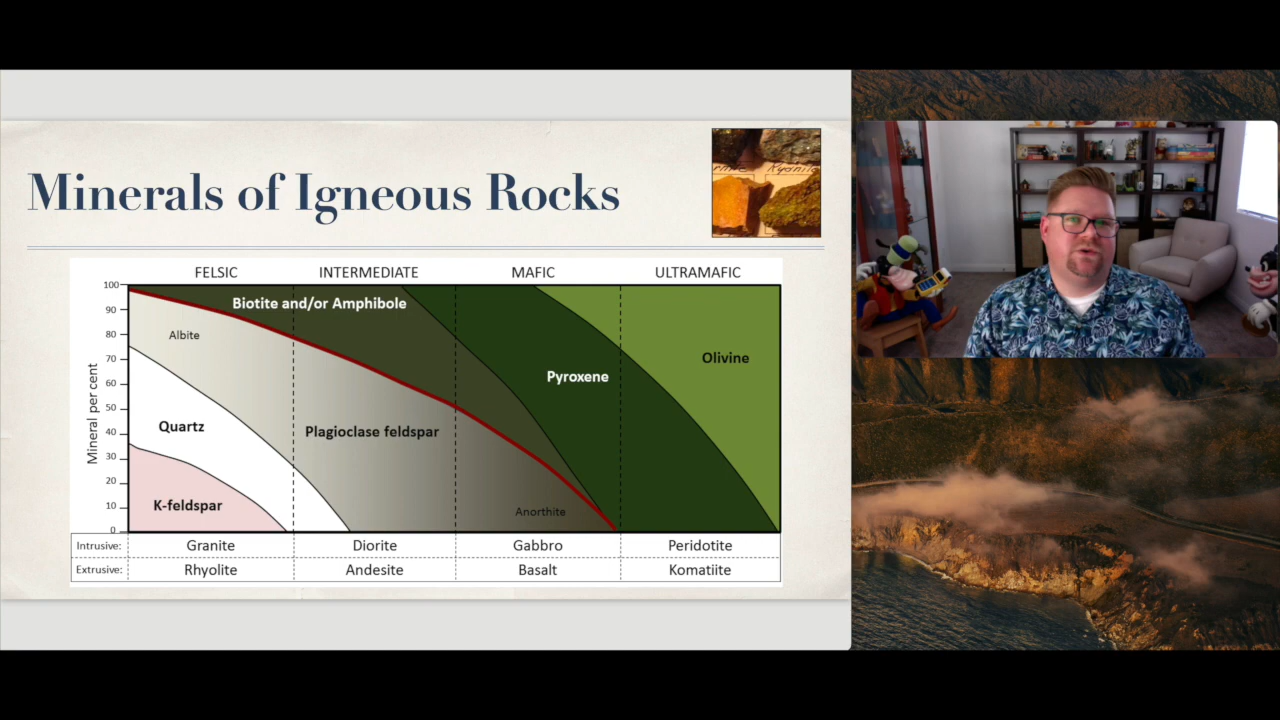 Minerals of Igneous Rocks
Kyanite
FELSIC INTERMEDIATE MAFIC ULTRAMAFIC
Mineral per cent
100
90
80
70
60
50
40
30
20
10
0
Biotite and/or Amphibole
Albite
Olivine
Pyroxene
Quartz
Plagioclase feldspar
K-feldspar
Anorthite
Intrusive: Granite Diorite Gabbro Peridotite
Extrusive: Rhyolite Andesite Basalt Komatiite